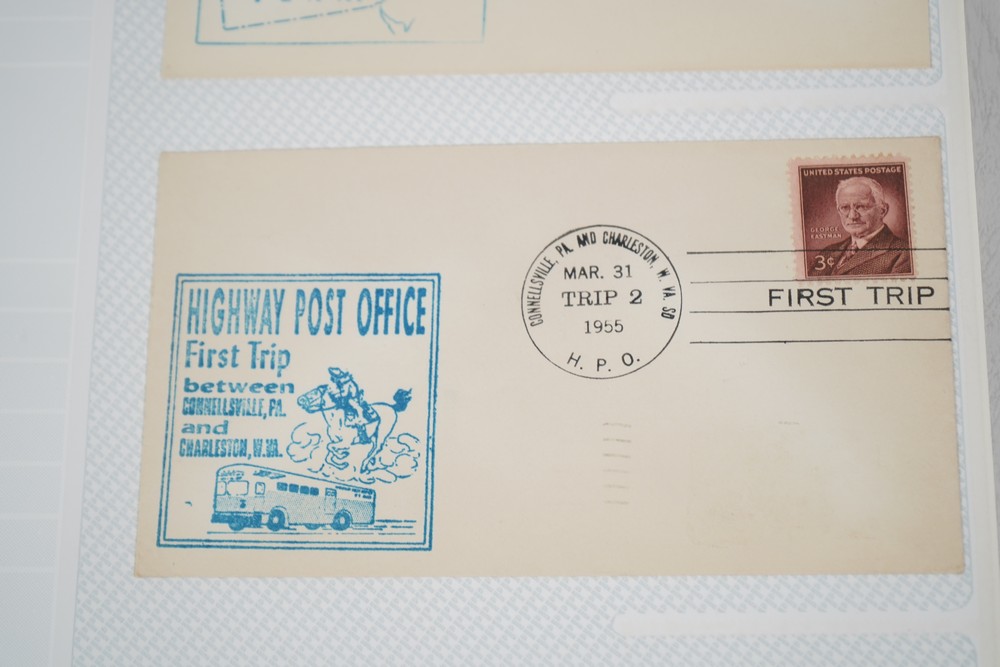 HIGHWAY POST OFFICE
First Trip
between
CONNELLSVILLE, PA.
and
CHARLESTON, W.VA.
CONNELLSVILLE, PA. AND CHARLESTON, W. VA. SO
MAR. 31
TRIP 2
1955
H. P. O.
UNITED STATES POSTAGE
GEORGE
EASTMAN
3¢
FIRST TRIP